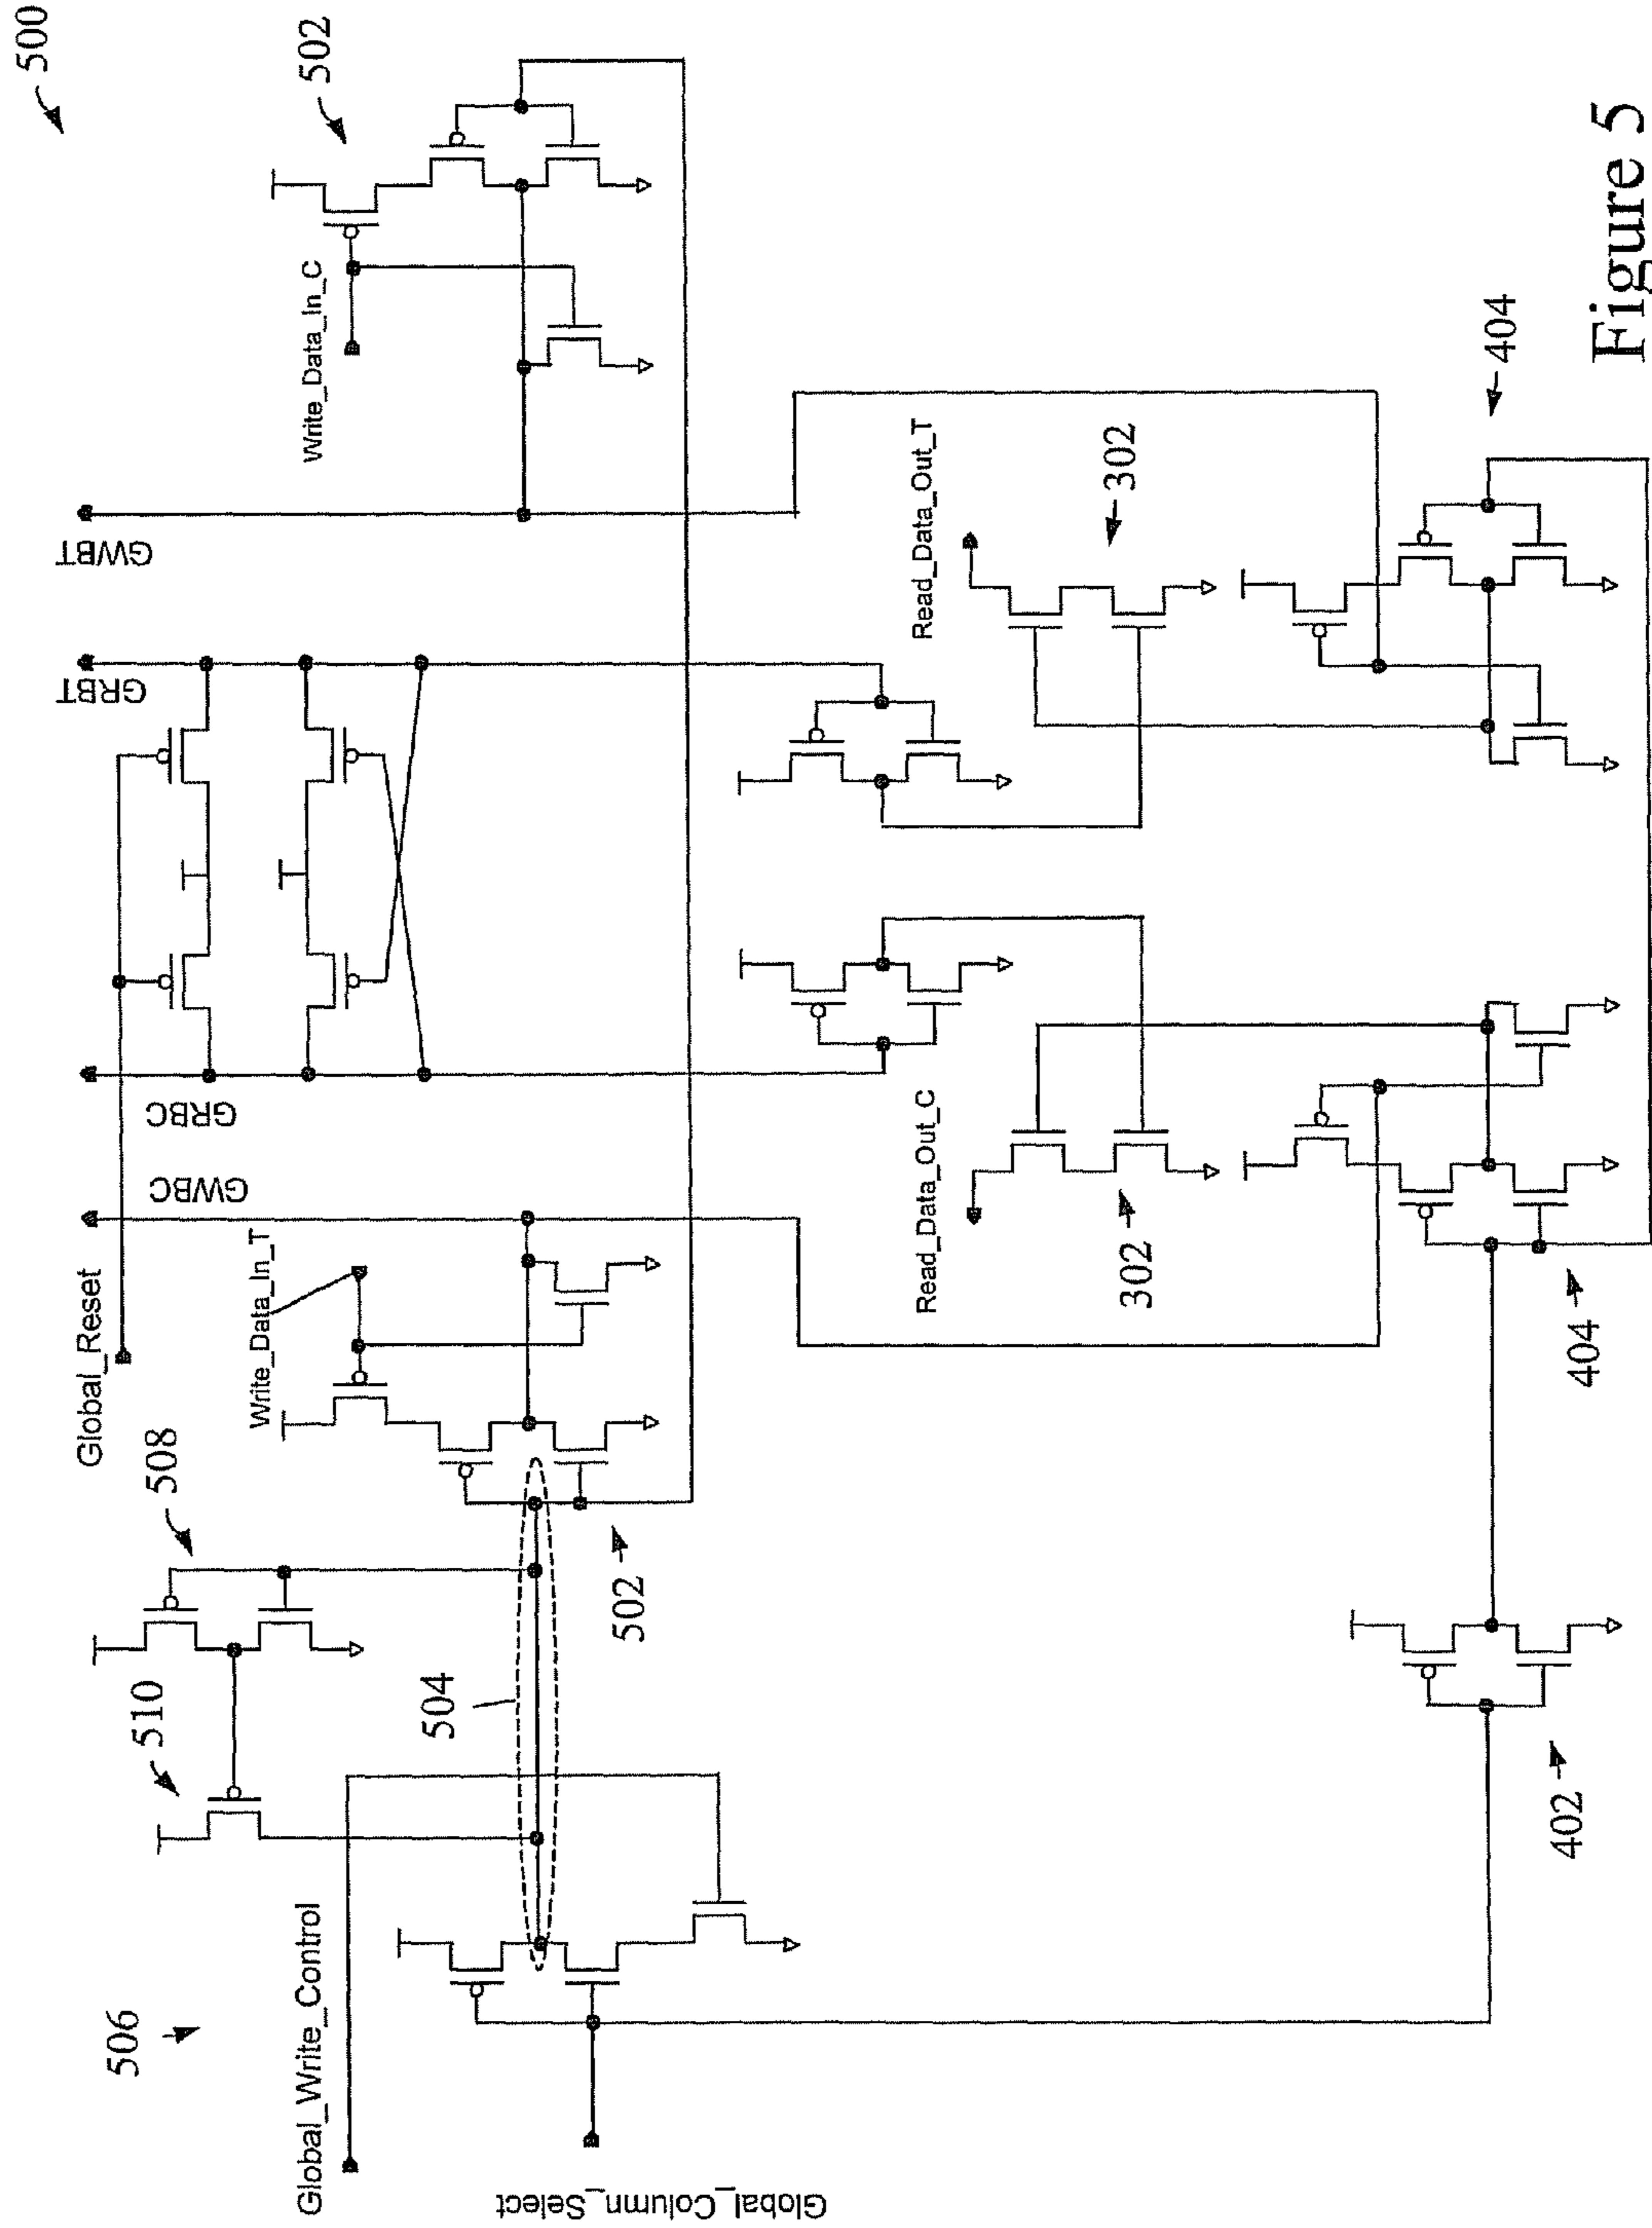 500
502
GWBT
Write_Data_In_C
GRBT
GRBC
GWBC
Global_Reset
Write_Data_In_T
508
510
504
502
506
Global_Write_Control
Global_Column_Select
Read_Data_Out_T
302
404
Read_Data_Out_C
302
404
402
Figure 5